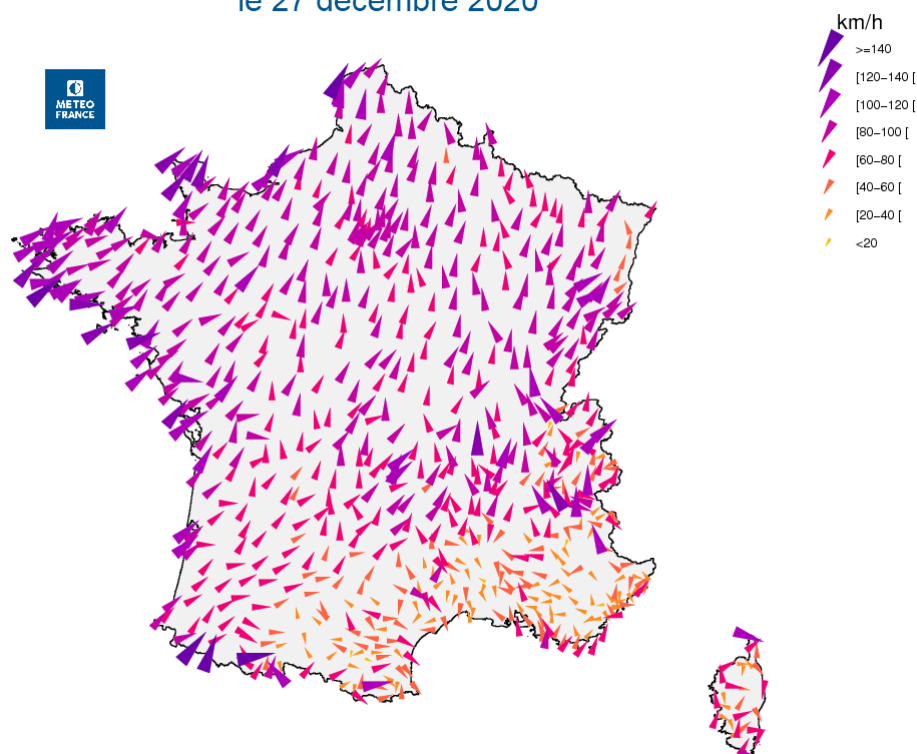 le 27 décembre 2020
METEO
FRANCE
km/h
>=140
[120–140 [
[100–120 [
[80–100 [
[60–80 [
[40–60 [
[20–40 [
<20